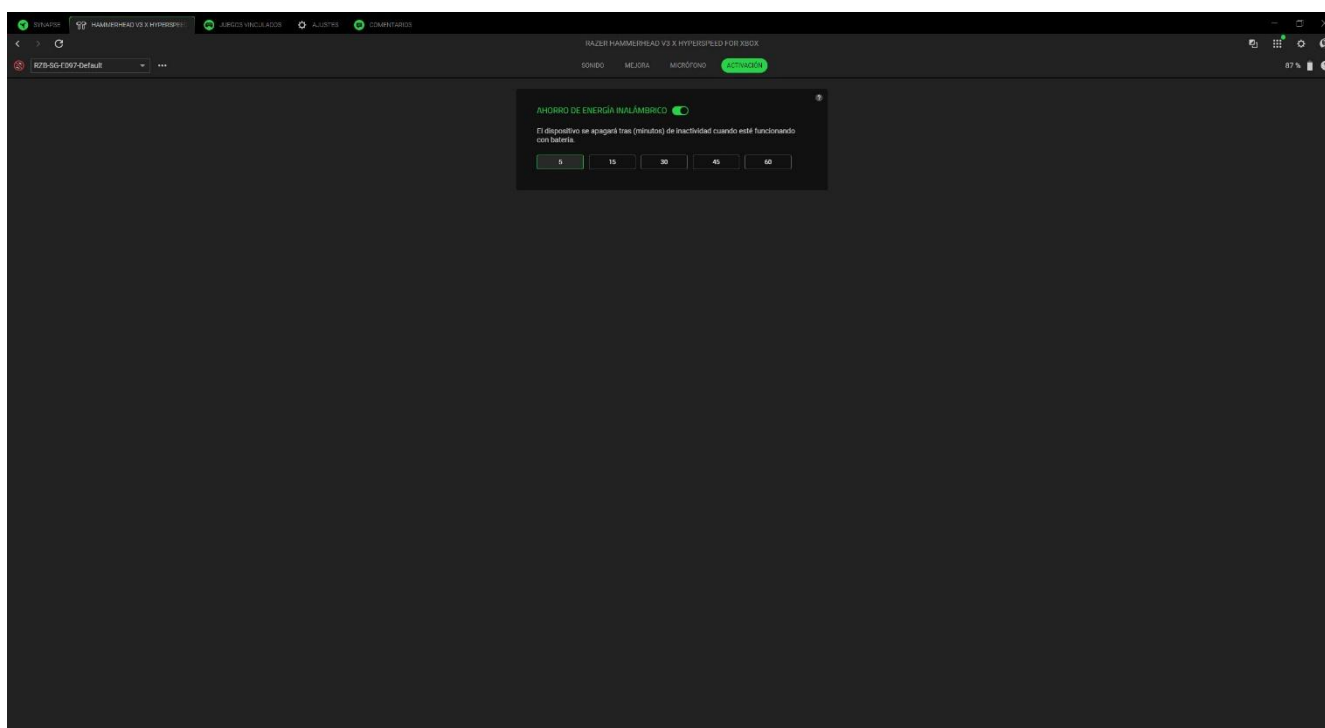 SYNAPSE HAMMERHEAD V3 X HYPERSPEE JUEGOS VINCULADOS AJUSTES COMENTARIOS
RAZER HAMMERHEAD V3 X HYPERSPEED FOR XBOX
RZB-SG-E097-Default SONIDO MEJORA MICRÓFONO ACTIVACIÓN 87 %
AHORRO DE ENERGÍA INALÁMBRICO
El dispositivo se apagará tras (minutos) de inactividad cuando esté funcionando
con batería.
5 15 30 45 60